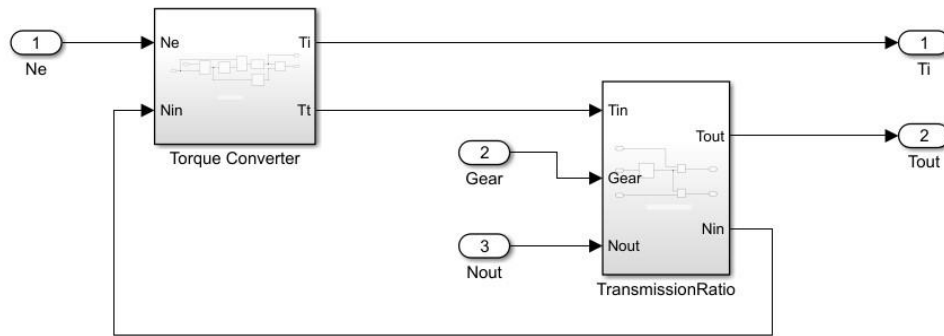 1
Ne
Ne
Nin
Ti
Tt
Torque Converter
1
Ti
2
Gear
3
Nout
Tin
Gear
Nout
Tout
Nin
TransmissionRatio
2
Tout